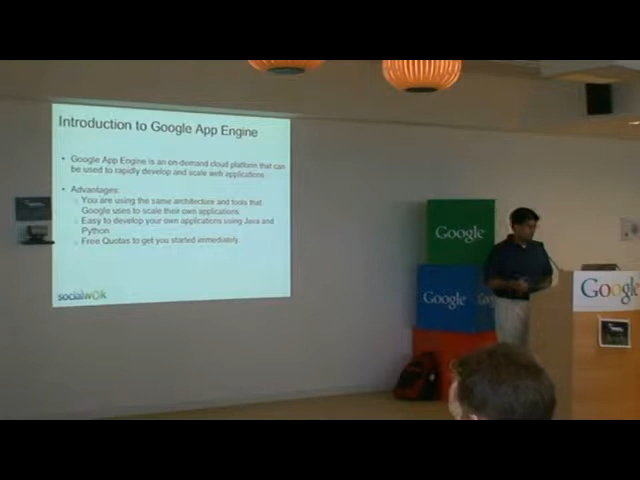 Introduction to Google App Engine
• Google App Engine is an on-demand cloud platform that can
be used to rapidly develop and scale web applications
• Advantages:
○ You are using the same architecture and tools that
Google uses to scale their own applications.
○ Easy to develop your own applications using Java and
Python
○ Free Quotas to get you started immediately.
socialwok
Google
Google
Google
Google